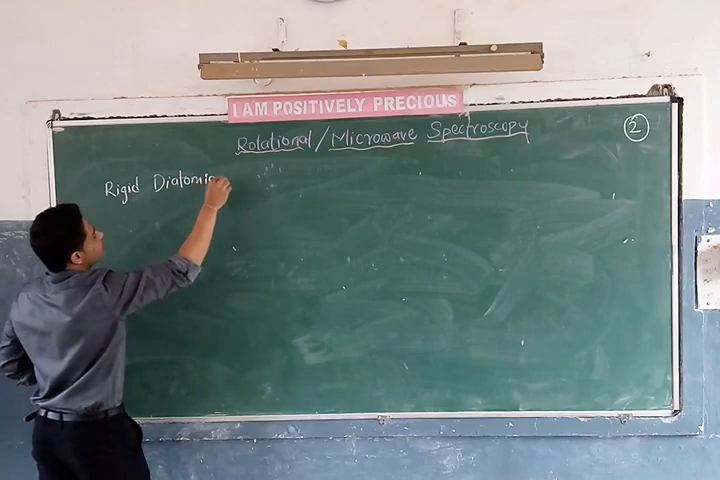 I AM POSITIVELY PRECIOUS
Rotational/Microwave Spectroscopy
2
Rigid Diatomic